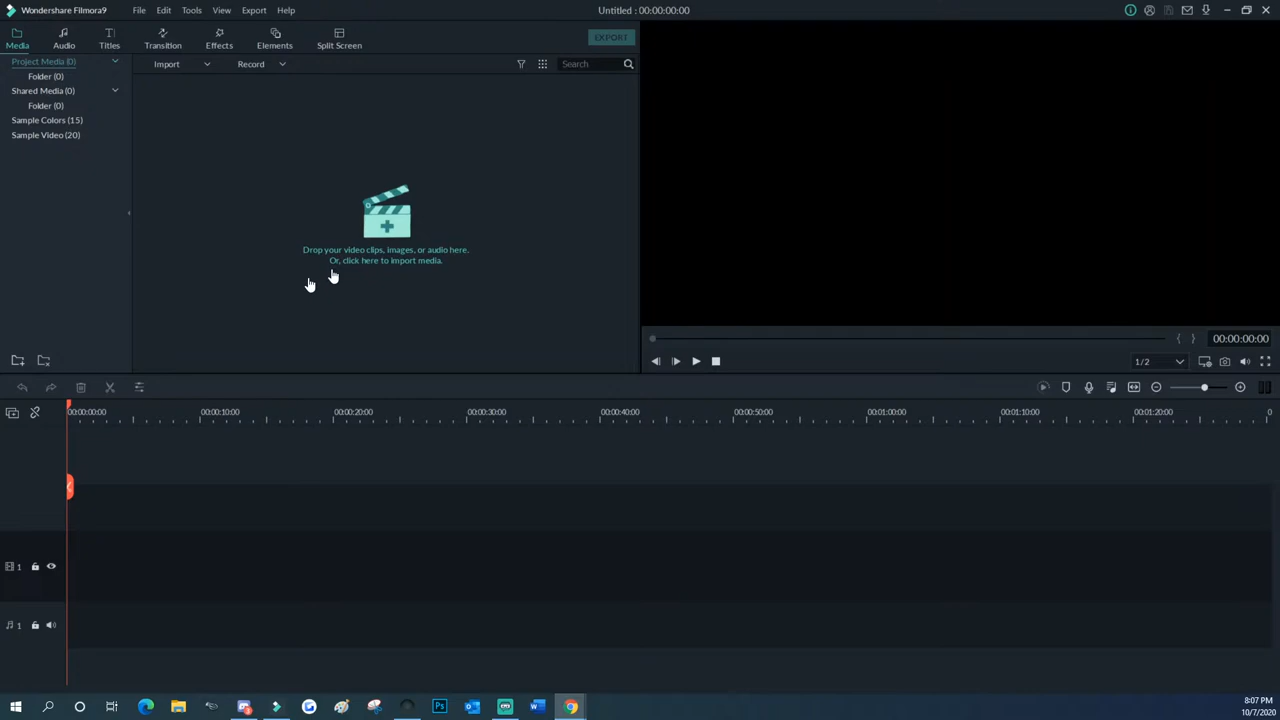 Wondershare Filmora9 File Edit Tools View Export Help Untitled : 00:00:00:00
Media Audio Titles Transition Effects Elements Split Screen EXPORT
Project Media (0) Import Record Search
Folder (0)
Shared Media (0)
Folder (0)
Sample Colors (15)
Sample Video (20)
Drop your video clips, images, or audio here.
Or, click here to import media.
{ } 00:00:00:00
1/2
00:00:00:00 00:00:10:00 00:00:20:00 00:00:30:00 00:00:40:00 00:00:50:00 00:01:00:00 00:01:10:00 00:01:20:00 0
1
1
Ps
8:07 PM
10/7/2020